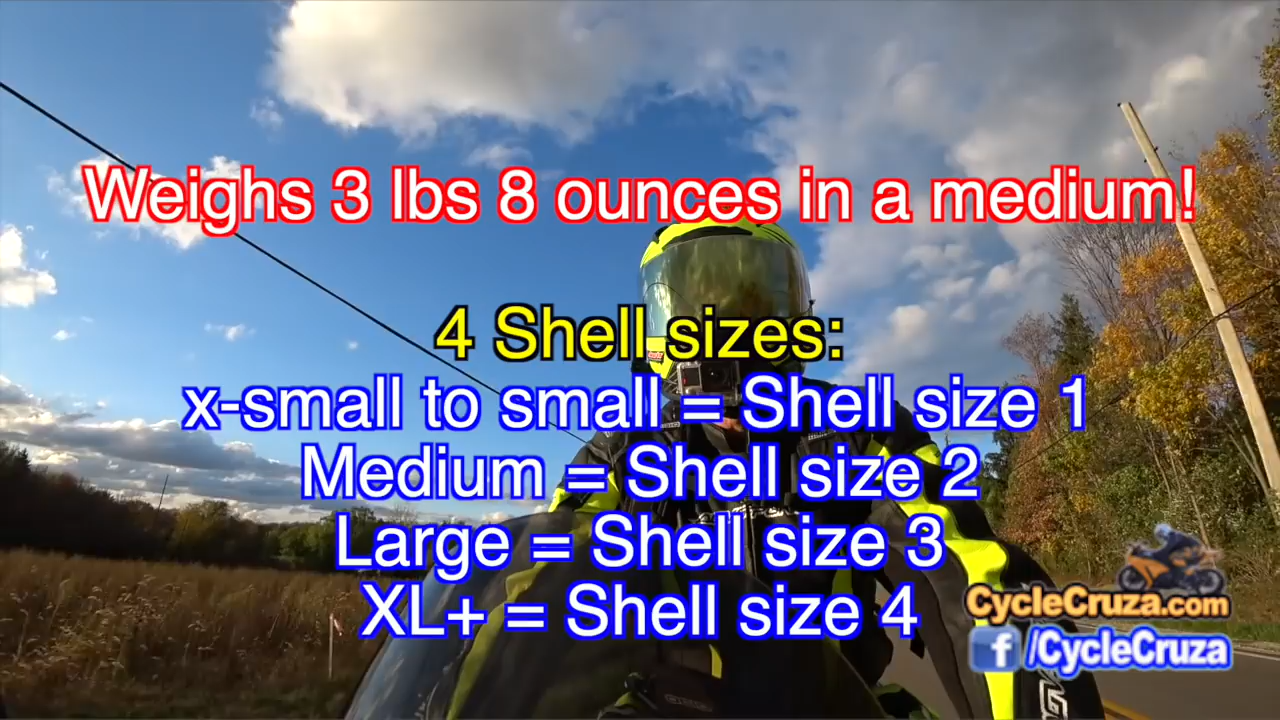 Weighs 3 lbs 8 ounces in a medium!
4 Shell sizes:
x-small to small = Shell size 1
Medium = Shell size 2
Large = Shell size 3
XL+ = Shell size 4
CycleCruza.com
f /CycleCruza